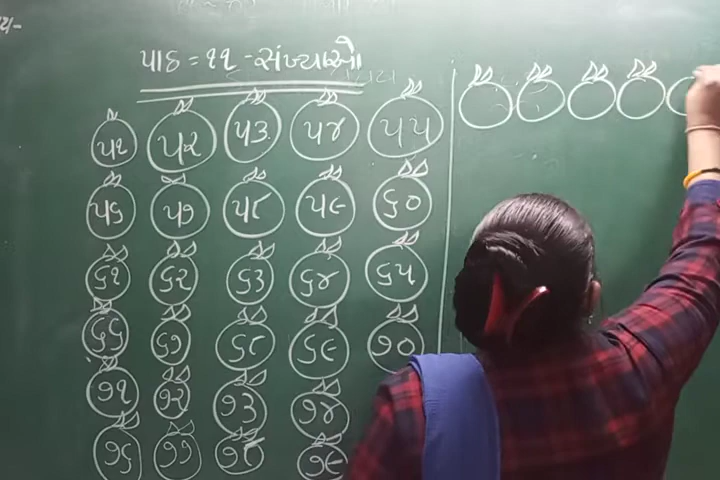 પાઠ = ૧૧ - સંખ્યાઓ
૫૧ ૫૨ ૫૩ ૫૪ ૫૫
૫૬ ૫૭ ૫૮ ૫૯ ૬૦
૬૧ ૬૨ ૬૩ ૬૪ ૬૫
૬૬ ૬૭ ૬૮ ૬૯ ૭૦
૭૧ ૭૨ ૭૩ ૭૪
૭૬ ૭૭ ૭૮ ૭૯